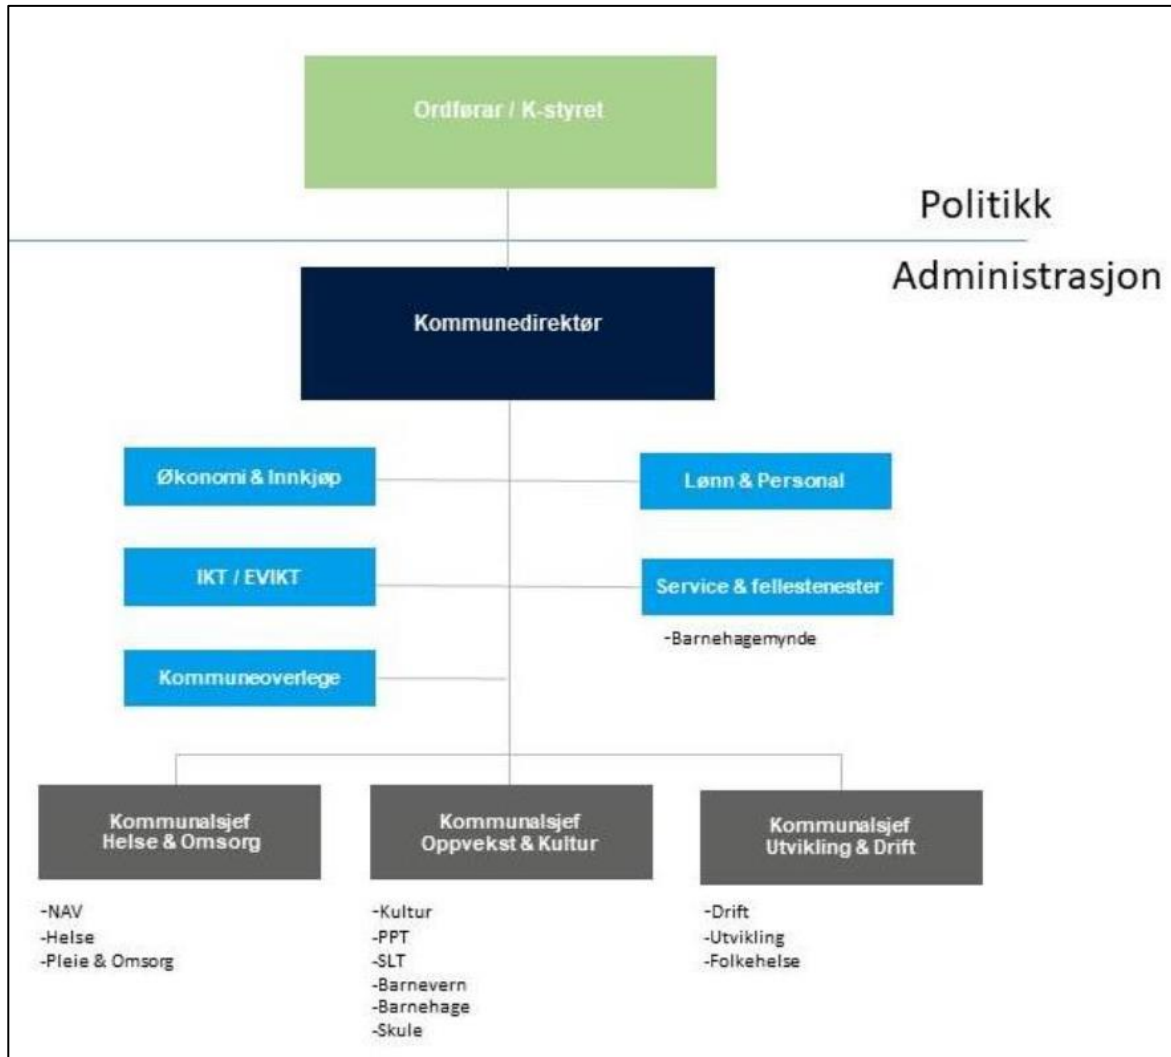 Ordførar / K-styret
Politikk
Administrasjon
Kommunedirektør
Økonomi & Innkjøp
Lønn & Personal
IKT / EVIKT
Service & fellestenester
-Barnehagemynde
Kommuneoverlege
Kommunalsjef
Helse & Omsorg
-NAV
-Helse
-Pleie & Omsorg
Kommunalsjef
Oppvekst & Kultur
-Kultur
-PPT
-SLT
-Barnevern
-Barnehage
-Skule
Kommunalsjef
Utvikling & Drift
-Drift
-Utvikling
-Folkehelse